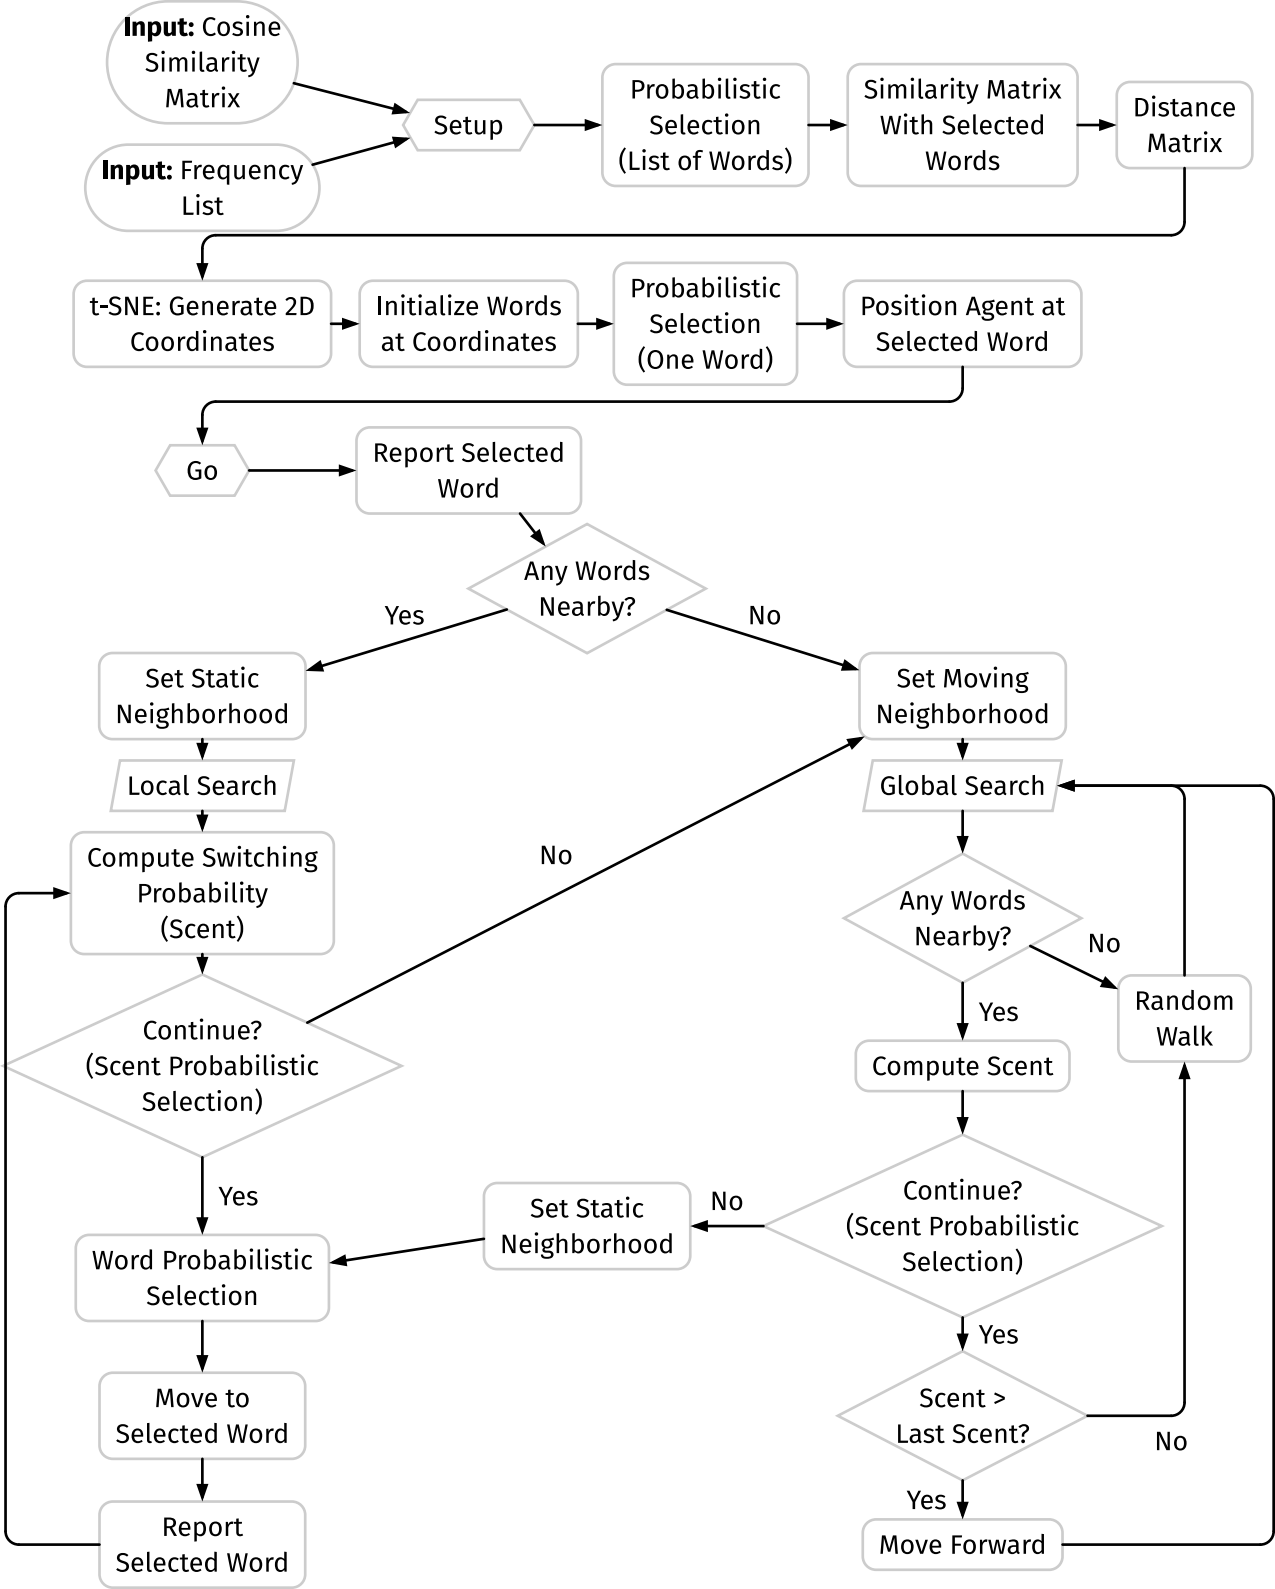 Input: Cosine
Similarity
Matrix
Input: Frequency
List
Setup
Probabilistic
Selection
(List of Words)
Similarity Matrix
With Selected
Words
Distance
Matrix
t-SNE: Generate 2D
Coordinates
Initialize Words
at Coordinates
Probabilistic
Selection
(One Word)
Position Agent at
Selected Word
Go
Report Selected
Word
Any Words
Nearby?
Yes
No
Set Static
Neighborhood
Local Search
Compute Switching
Probability
(Scent)
Continue?
(Scent Probabilistic
Selection)
No
Yes
Word Probabilistic
Selection
Move to
Selected Word
Report
Selected Word
Set Moving
Neighborhood
Global Search
Any Words
Nearby?
No
Random
Walk
Yes
Compute Scent
Continue?
(Scent Probabilistic
Selection)
No
Set Static
Neighborhood
Yes
Scent >
Last Scent?
No
Yes
Move Forward